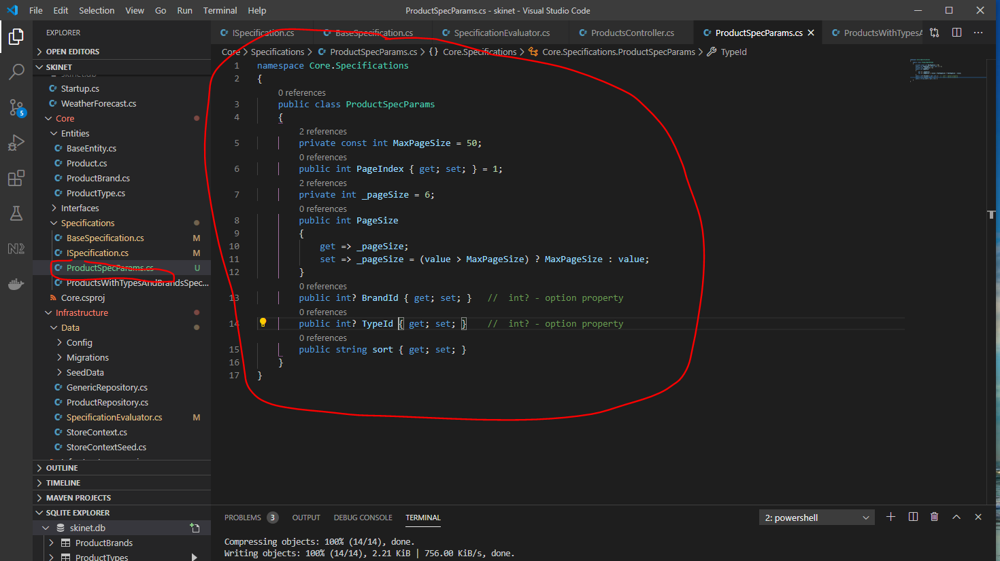 File Edit Selection View Go Run Terminal Help
ProductSpecParams.cs - skinet - Visual Studio Code
EXPLORER
OPEN EDITORS
SKINET
skinet.db
Startup.cs
WeatherForecast.cs
Core
Entities
BaseEntity.cs
Product.cs
ProductBrand.cs
ProductType.cs
Interfaces
Specifications
BaseSpecification.cs M
ISpecification.cs M
ProductSpecParams.cs U
ProductsWithTypesAndBrandsSpec...
Core.csproj
Infrastructure
Data
Config
Migrations
SeedData
GenericRepository.cs
ProductRepository.cs
SpecificationEvaluator.cs M
StoreContext.cs
StoreContextSeed.cs
OUTLINE
TIMELINE
MAVEN PROJECTS
SQLITE EXPLORER
skinet.db
ProductBrands
ProductTypes
5
ISpecification.cs BaseSpecification.cs SpecificationEvaluator.cs ProductsController.cs ProductSpecParams.cs ProductsWithTypesA
Core > Specifications > ProductSpecParams.cs > {} Core.Specifications > Core.Specifications.ProductSpecParams > TypeId
1 namespace Core.Specifications
2 {
0 references
3 public class ProductSpecParams
4 {
2 references
5 private const int MaxPageSize = 50;
0 references
6 public int PageIndex { get; set; } = 1;
2 references
7 private int _pageSize = 6;
0 references
8 public int PageSize
9 {
10 get => _pageSize;
11 set => _pageSize = (value > MaxPageSize) ? MaxPageSize : value;
12 }
0 references
13 public int? BrandId { get; set; } // int? - option property
0 references
14 public int? TypeId { get; set; } // int? - option property
0 references
15 public string sort { get; set; }
16 }
17 }
PROBLEMS 3 OUTPUT DEBUG CONSOLE TERMINAL
2: powershell
Compressing objects: 100% (14/14), done.
Writing objects: 100% (14/14), 2.21 KiB | 756.00 KiB/s, done.